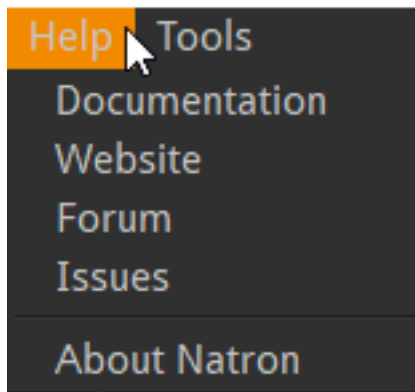 Help Tools
Documentation
Website
Forum
Issues
About Natron